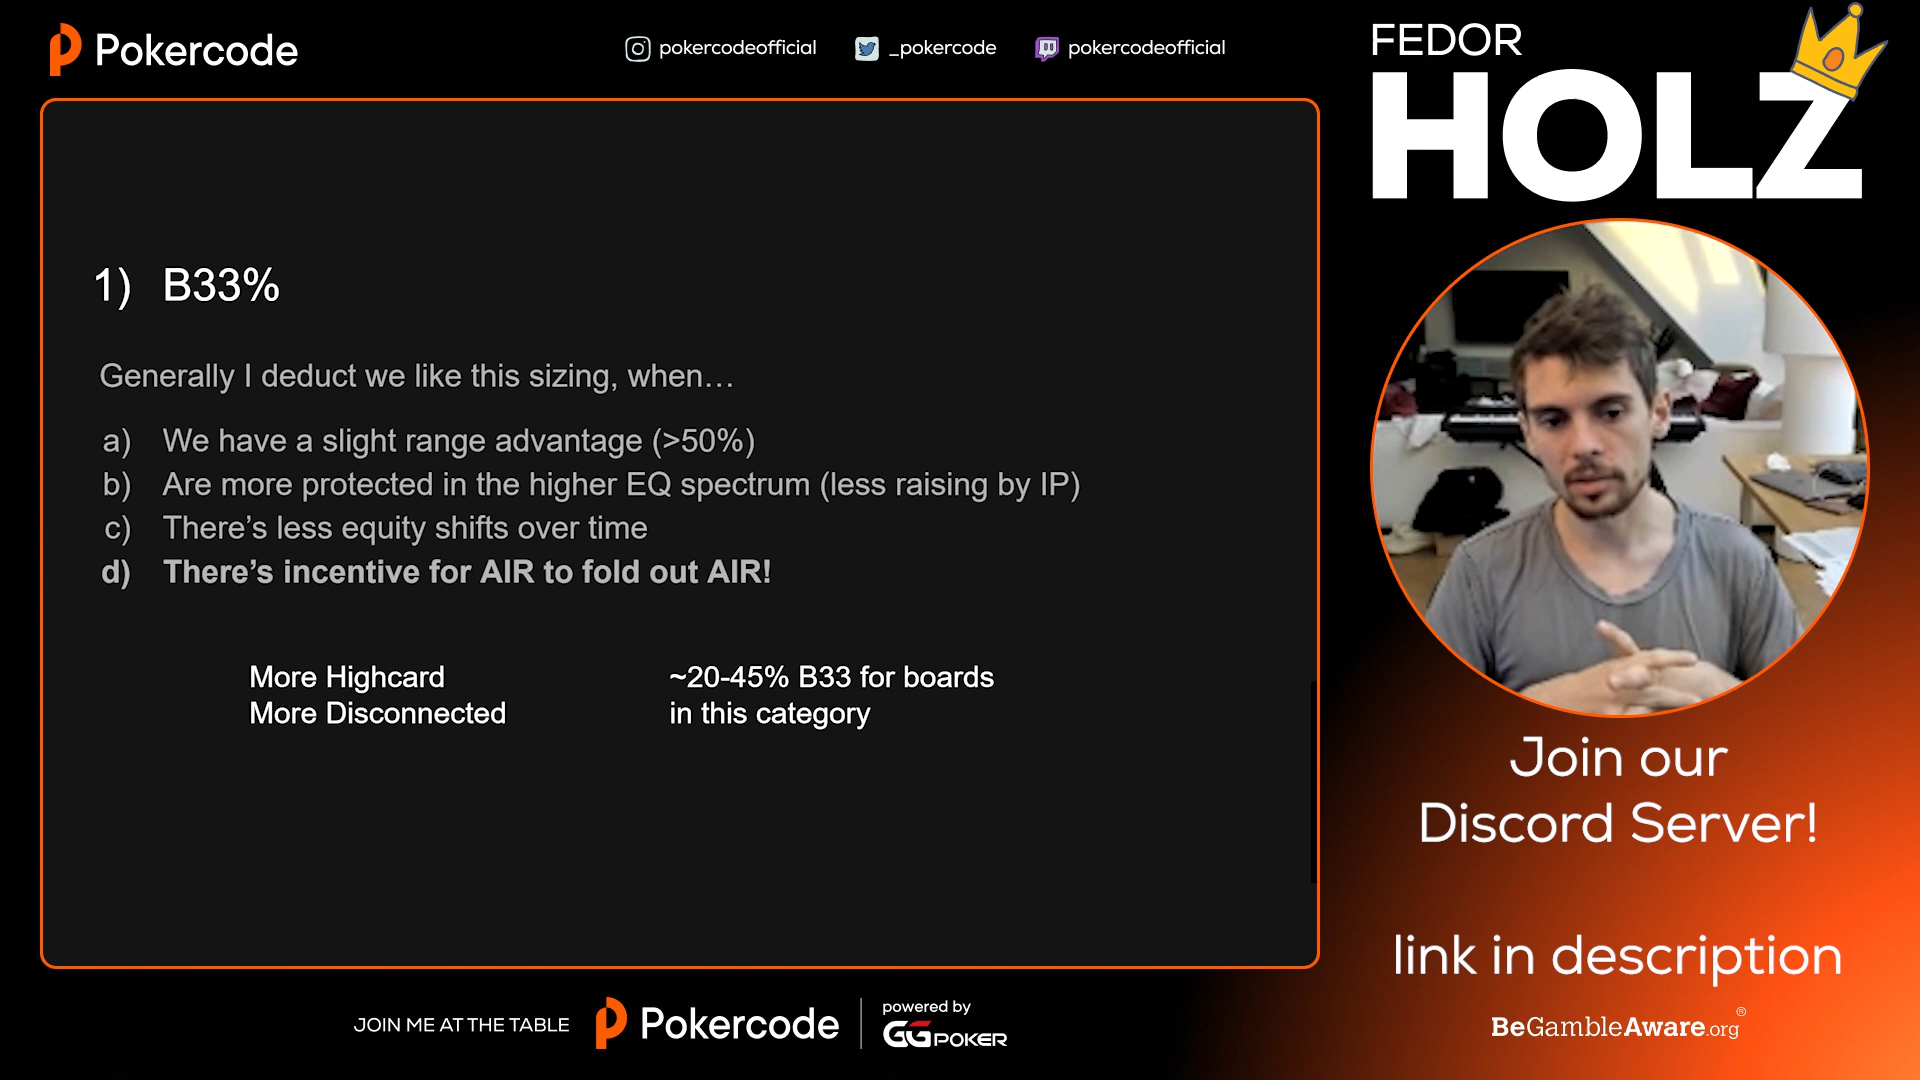 Pokercode
pokercodeofficial
_pokercode
pokercodeofficial
FEDOR
HOLZ
1) B33%
Generally I deduct we like this sizing, when…
a) We have a slight range advantage (>50%)
b) Are more protected in the higher EQ spectrum (less raising by IP)
c) There’s less equity shifts over time
d) There’s incentive for AIR to fold out AIR!
More Highcard
More Disconnected
~20-45% B33 for boards
in this category
Join our
Discord Server!
link in description
BeGambleAware.org®
JOIN ME AT THE TABLE
Pokercode
powered by
GGPOKER